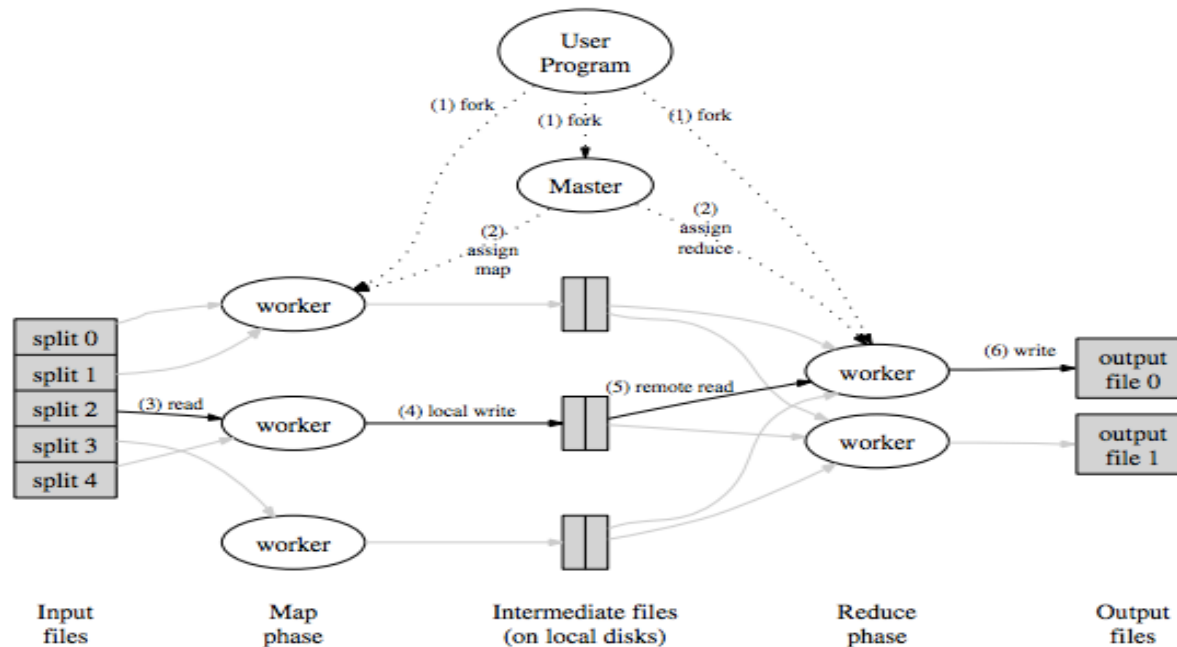 User
Program
(1) fork
(1) fork
(1) fork
Master
(2)
assign
map
(2)
assign
reduce
worker
split 0
split 1
split 2
split 3
split 4
(3) read
worker
(4) local write
(5) remote read
worker
(6) write
output
file 0
worker
output
file 1
worker
Input
files
Map
phase
Intermediate files
(on local disks)
Reduce
phase
Output
files